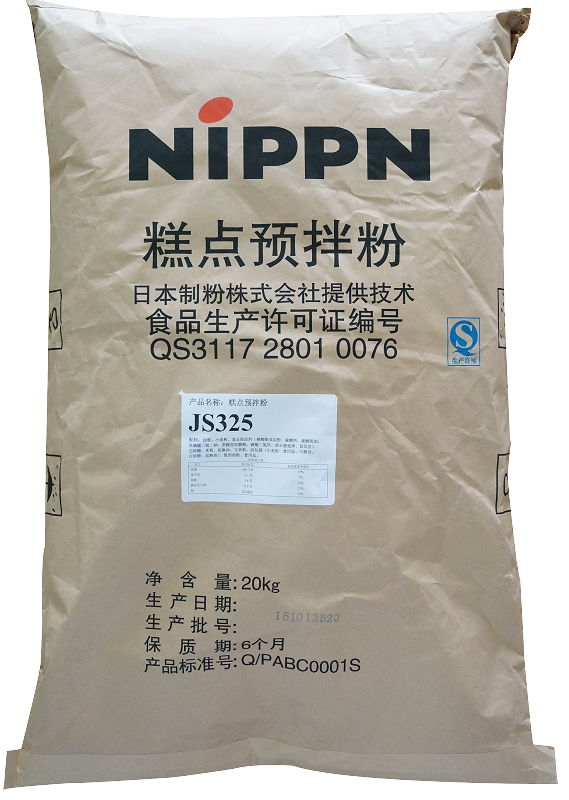 NIPPN
糕点预拌粉
日本制粉株式会社提供技术
食品生产许可证编号
QS3117 2801 0076
生产许可
产品名称：糕点预拌粉
JS325
净含量:20kg
生产日期:
生产批号:
151013B20
保质期:6个月
产品标准号:Q/PABC0001S